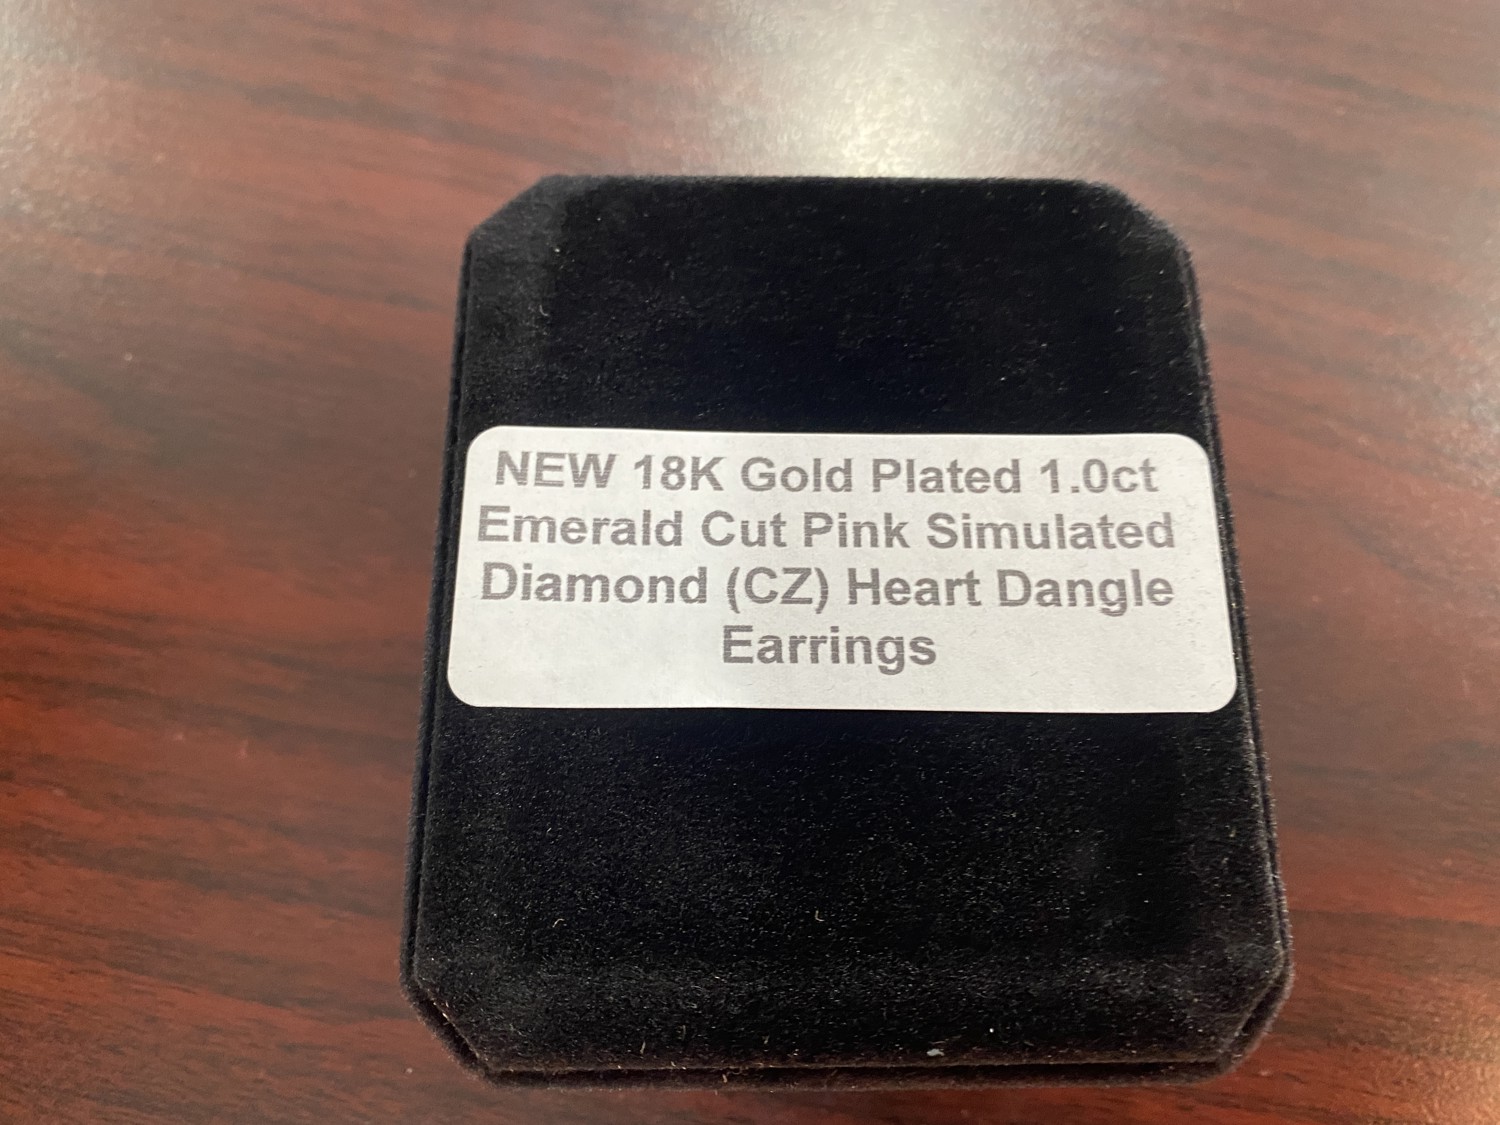 NEW 18K Gold Plated 1.0ct
Emerald Cut Pink Simulated
Diamond (CZ) Heart Dangle
Earrings